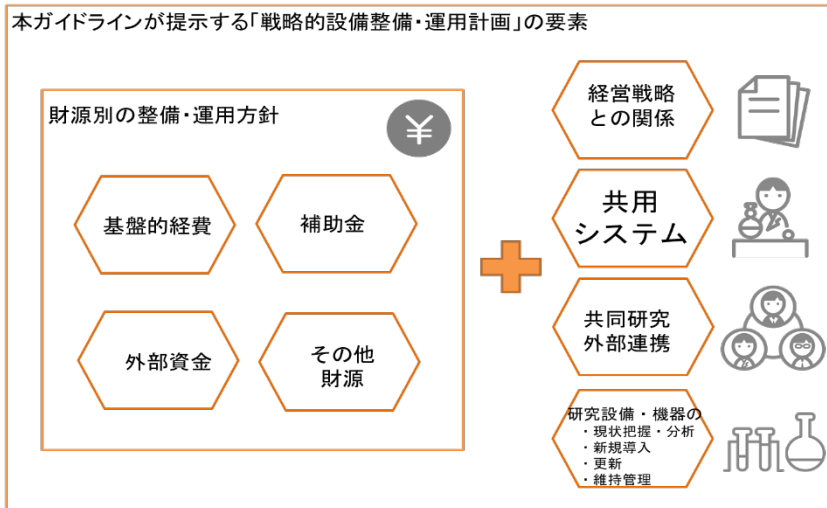 本ガイドラインが提示する「戦略的設備整備・運用計画」の要素
財源別の整備・運用方針
¥
基盤的経費
補助金
外部資金
その他
財源
経営戦略
との関係
共用
システム
共同研究
外部連携
研究設備・機器の
・現状把握・分析
・新規導入
・更新
・維持管理